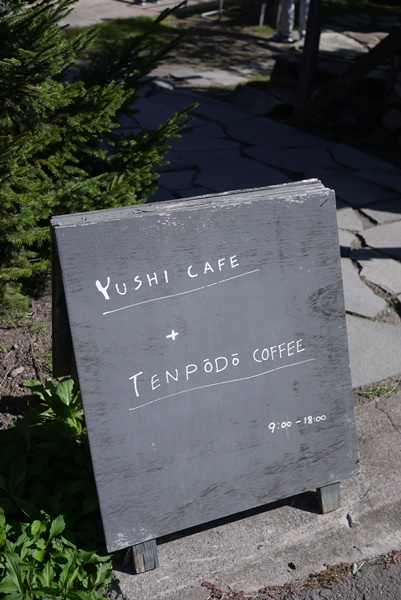 YUSHI CAFE
+
TENPŌDŌ COFFEE
9:00-18:00